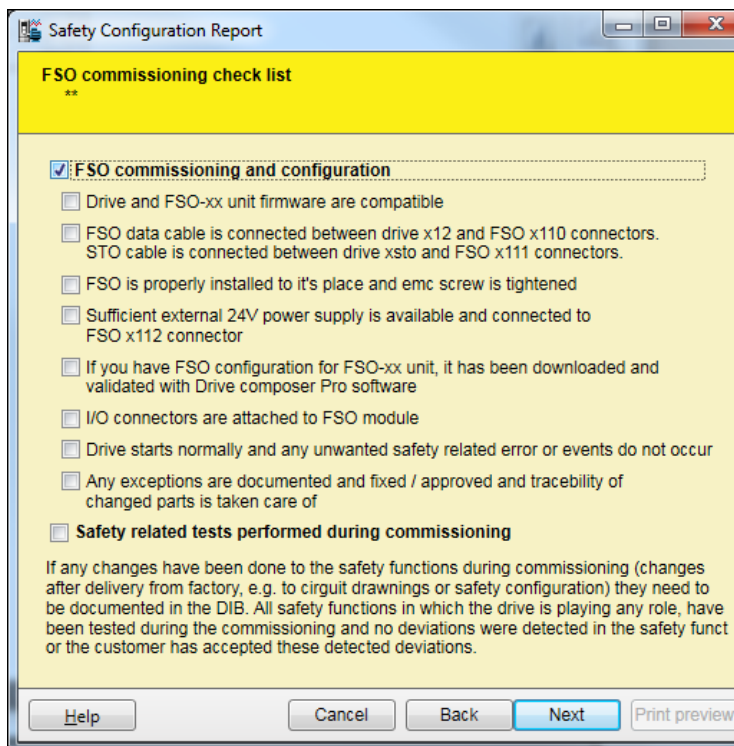 Safety Configuration Report
FSO commissioning check list
**
FSO commissioning and configuration
Drive and FSO-xx unit firmware are compatible
FSO data cable is connected between drive x12 and FSO x110 connectors.
STO cable is connected between drive xsto and FSO x111 connectors.
FSO is properly installed to it's place and emc screw is tightened
Sufficient external 24V power supply is available and connected to
FSO x112 connector
If you have FSO configuration for FSO-xx unit, it has been downloaded and
validated with Drive composer Pro software
I/O connectors are attached to FSO module
Drive starts normally and any unwanted safety related error or events do not occur
Any exceptions are documented and fixed / approved and tracebility of
changed parts is taken care of
Safety related tests performed during commissioning
If any changes have been done to the safety functions during commissioning (changes
after delivery from factory, e.g. to cirguit drawnings or safety configuration) they need to
be documented in the DIB. All safety functions in which the drive is playing any role, have
been tested during the commissioning and no deviations were detected in the safety funct
or the customer has accepted these detected deviations.
Help Cancel Back Next Print preview